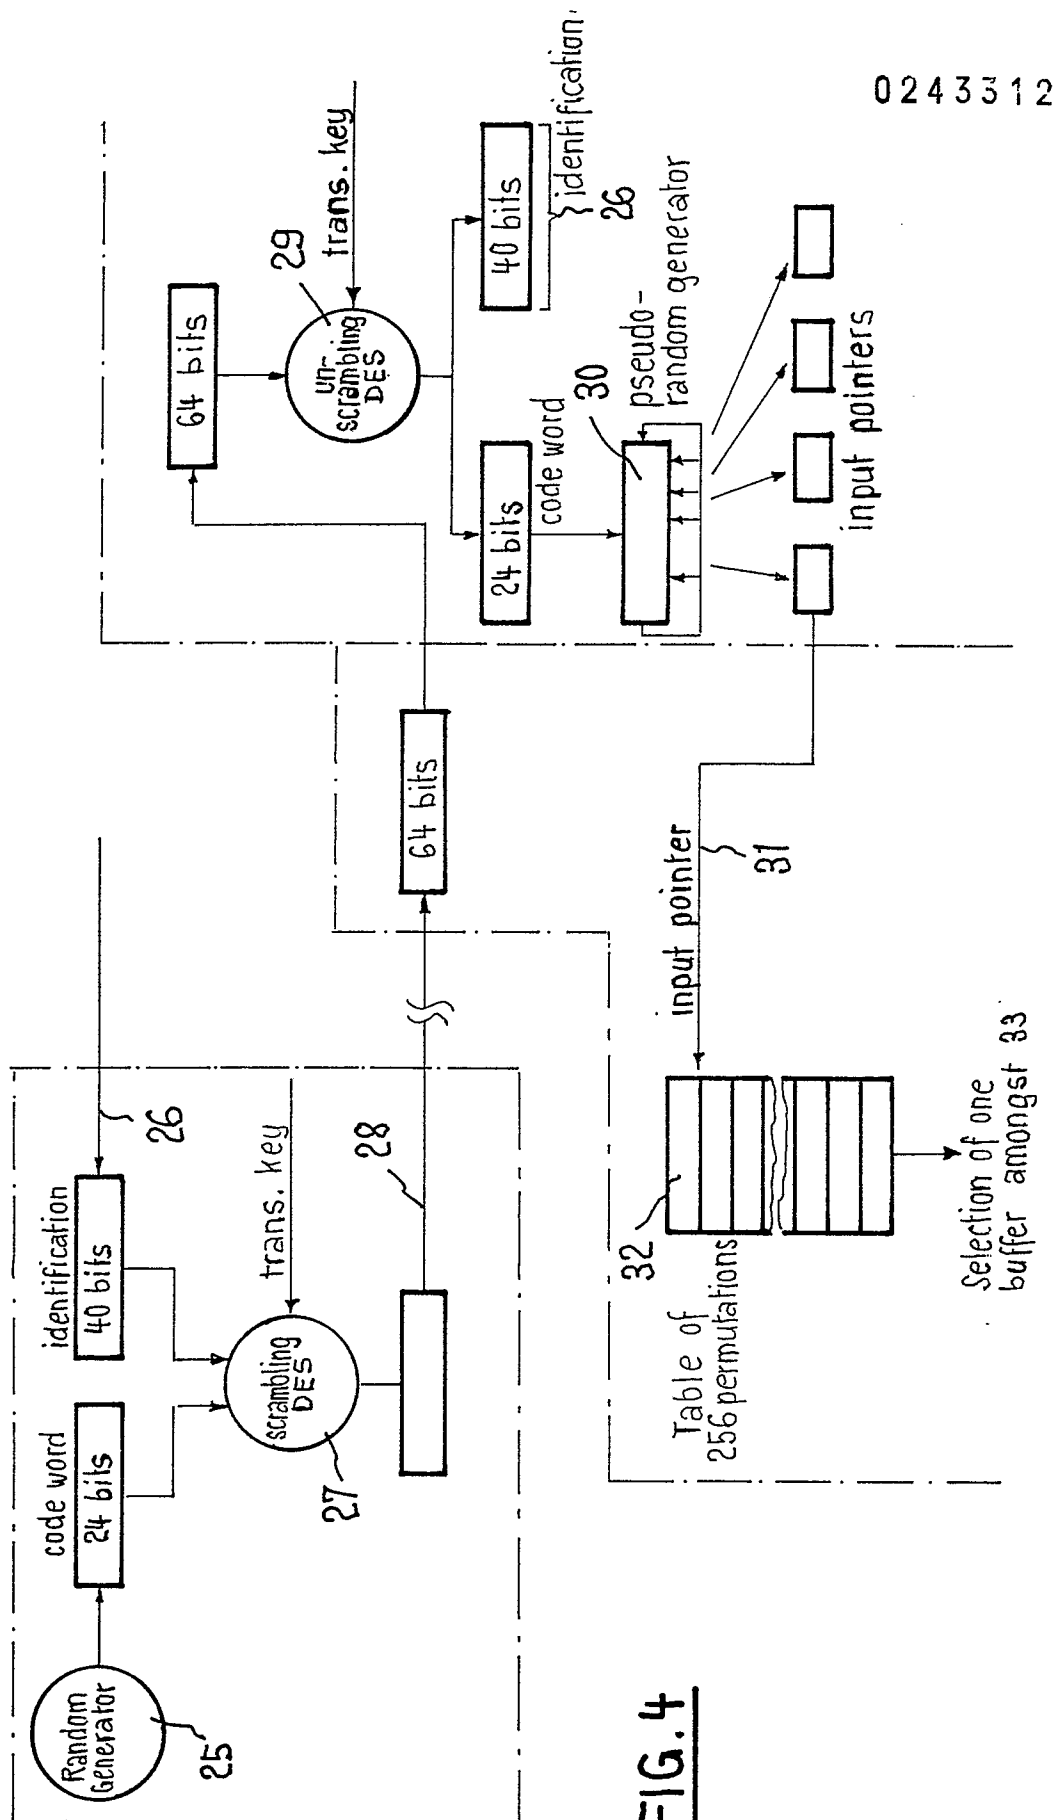 0243312
Random
Generator
25
code word
24 bits
identification
40 bits
26
scrambling
DES
27
trans. key
28
64 bits
64 bits
un-
scrambling
DES
29
trans. key
24 bits
code word
40 bits
identification
26
30
pseudo-
random generator
input pointers
input pointer
31
32
Table of
256 permutations
Selection of one
buffer amongst 33
FIG.4